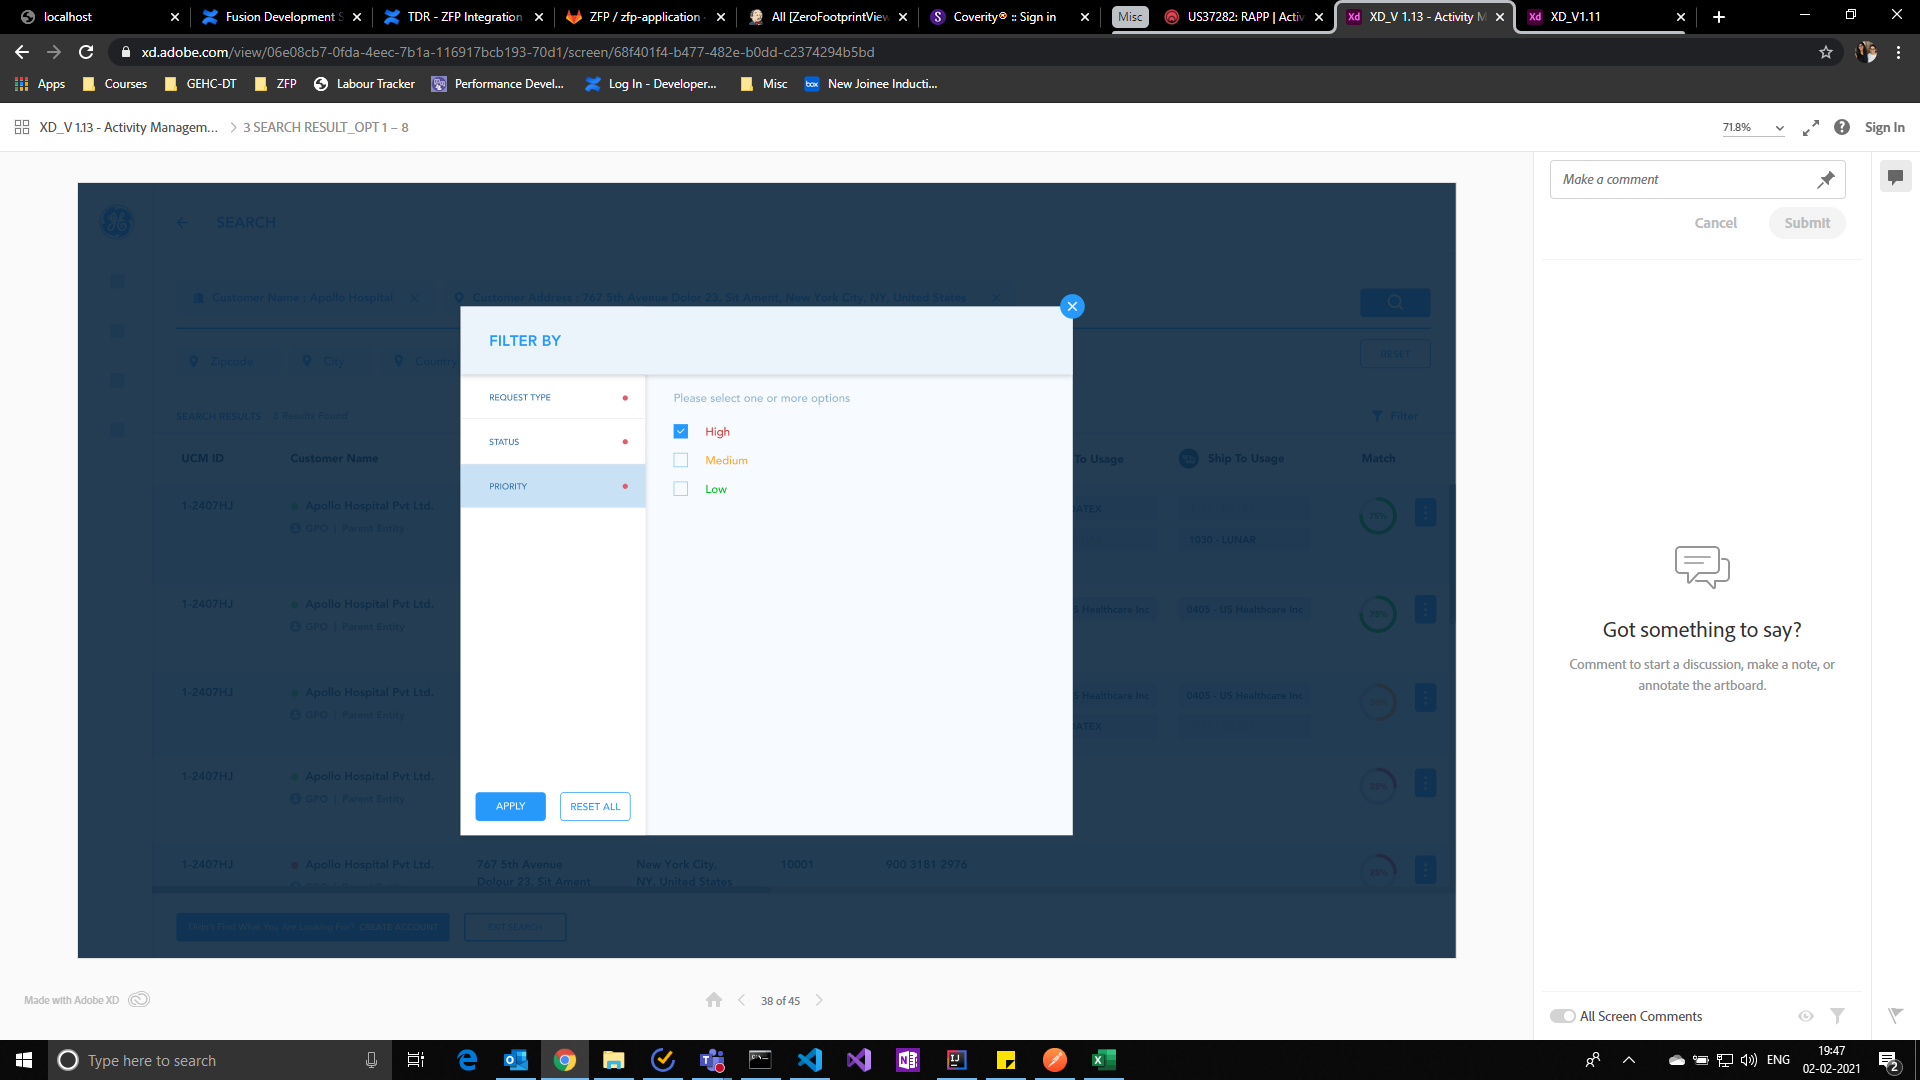 localhost
Fusion Development S
TDR - ZFP Integration
ZFP / zfp-application
All [ZeroFootprintView
Coverity® :: Sign in
Misc
US37282: RAPP | Activ
XD_V 1.13 - Activity M
XD_V1.11
xd.adobe.com/view/06e08cb7-0fda-4eec-7b1a-116917bcb193-70d1/screen/68f401f4-b477-482e-b0dd-c2374294b5bd
Apps
Courses
GEHC-DT
ZFP
Labour Tracker
Performance Devel...
Log In - Developer...
Misc
New Joinee Inducti...
XD_V 1.13 - Activity Managem...
3 SEARCH RESULT_OPT 1 – 8
71.8%
Sign In
Make a comment
Cancel
Submit
SEARCH
Customer Name : Apollo Hospital
Customer Address : 767 5th Avenue Dolor 23, Sit Ament, New York City, NY, United States
Zipcode
City
Country
RESET
SEARCH RESULTS
5 Results Found
Filter
UCM ID
Customer Name
To Usage
Ship To Usage
Match
1-2407HJ
Apollo Hospital Pvt Ltd.
GPO | Parent Entity
ATEX
1030 - LUNAR
75%
1-2407HJ
Apollo Hospital Pvt Ltd.
GPO | Parent Entity
S Healthcare Inc
0405 - US Healthcare Inc
75%
1-2407HJ
Apollo Hospital Pvt Ltd.
GPO | Parent Entity
S Healthcare Inc
0405 - US Healthcare Inc
ATEX
1-2407HJ
Apollo Hospital Pvt Ltd.
GPO | Parent Entity
25%
1-2407HJ
Apollo Hospital Pvt Ltd.
767 5th Avenue
Dolour 23, Sit Ament
New York City,
NY, United States
10001
900 3181 2976
Didn't Find What You Are Looking For? CREATE ACCOUNT
EXIT SEARCH
FILTER BY
REQUEST TYPE
STATUS
PRIORITY
Please select one or more options
High
Medium
Low
APPLY
RESET ALL
Got something to say?
Comment to start a discussion, make a note, or
annotate the artboard.
Made with Adobe XD
38 of 45
All Screen Comments
Type here to search
ENG
19:47
02-02-2021
2